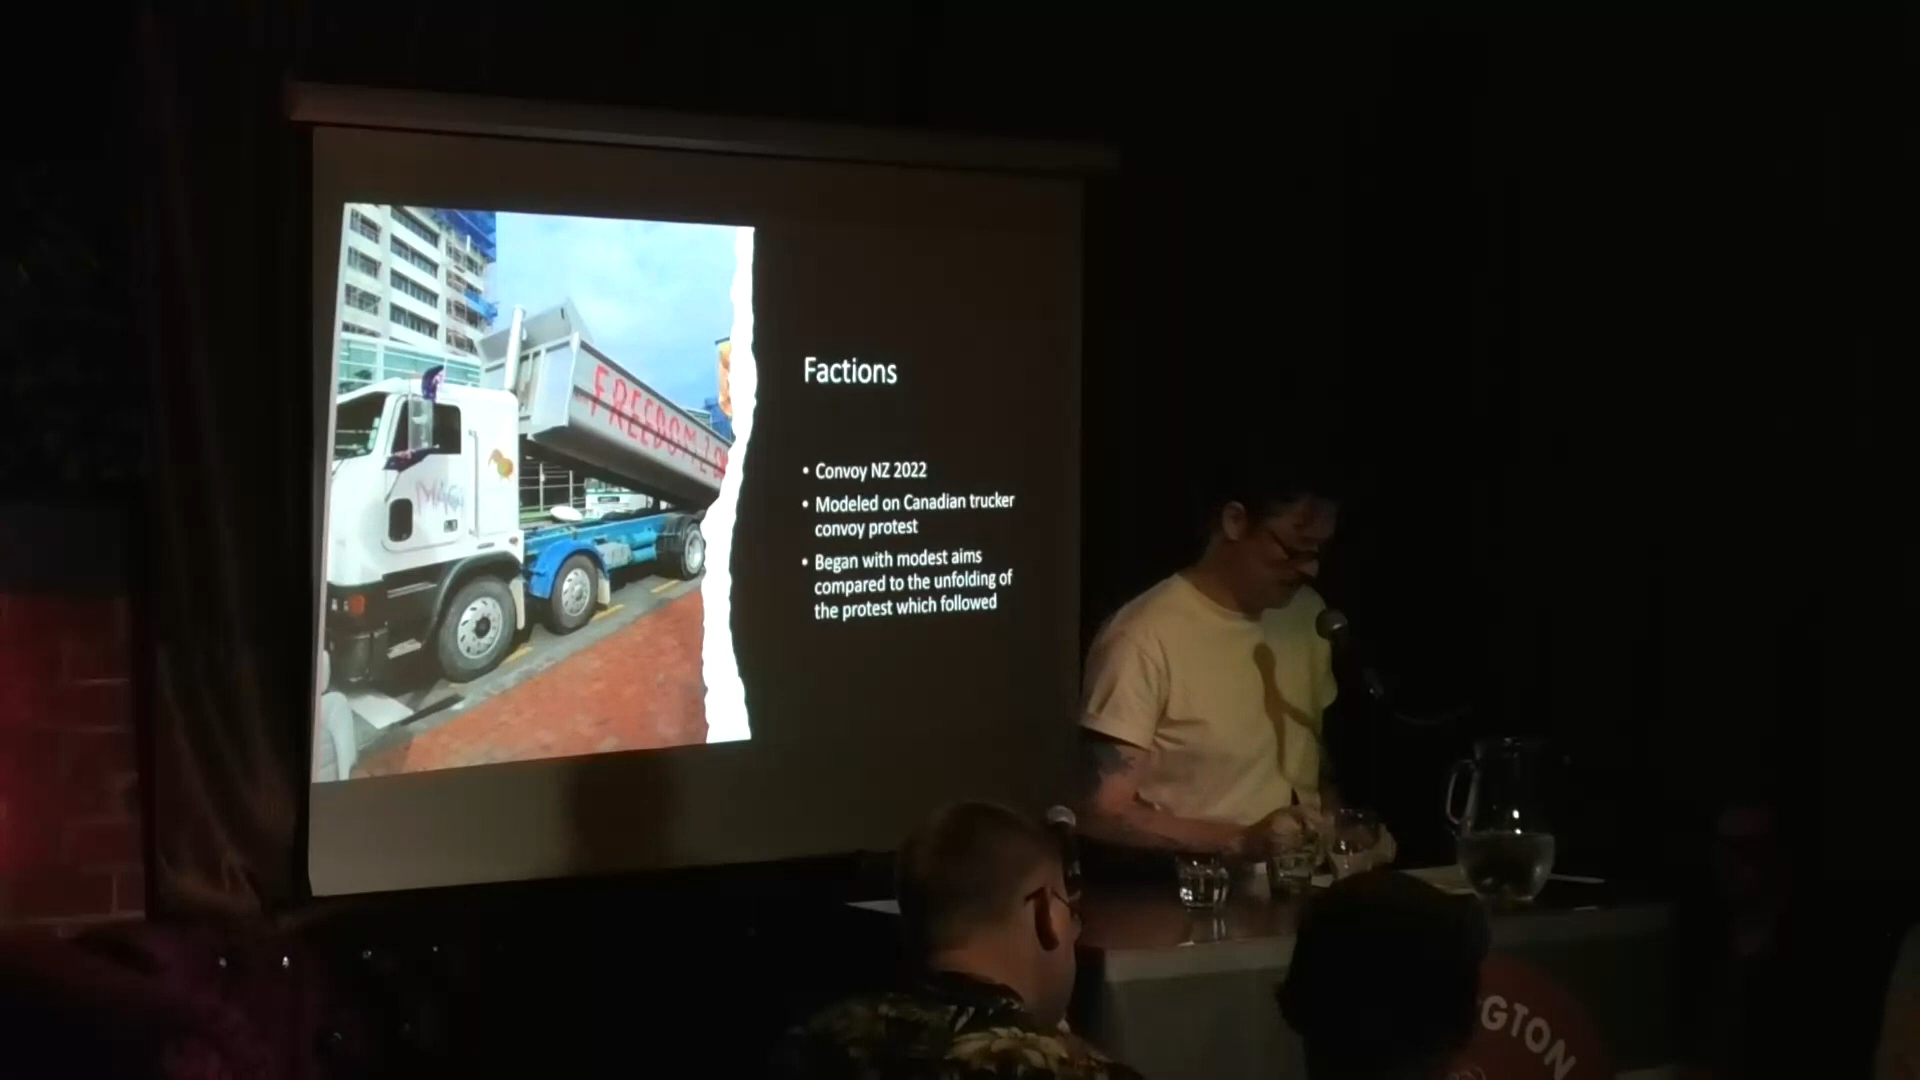 FREEDOM 2
Factions
• Convoy NZ 2022
• Modeled on Canadian trucker
convoy protest
• Began with modest aims
compared to the unfolding of
the protest which followed
GTON